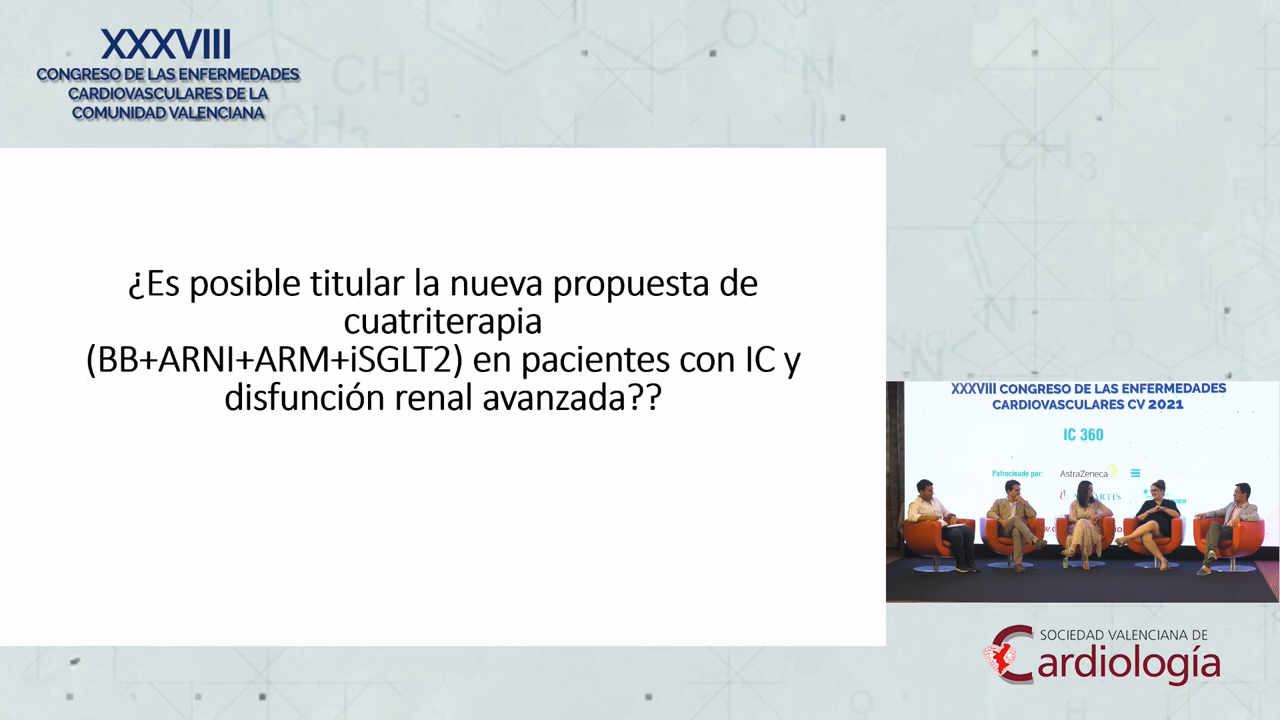 XXXVIII
CONGRESO DE LAS ENFERMEDADES
CARDIOVASCULARES DE LA
COMUNIDAD VALENCIANA
¿Es posible titular la nueva propuesta de
cuatriterapia
(BB+ARNI+ARM+iSGLT2) en pacientes con IC y
disfunción renal avanzada??
XXXVIII CONGRESO DE LAS ENFERMEDADES
CARDIOVASCULARES CV 2021
IC 360
Patrocinado por:
AstraZeneca
SOCIEDAD VALENCIANA DE
Cardiología